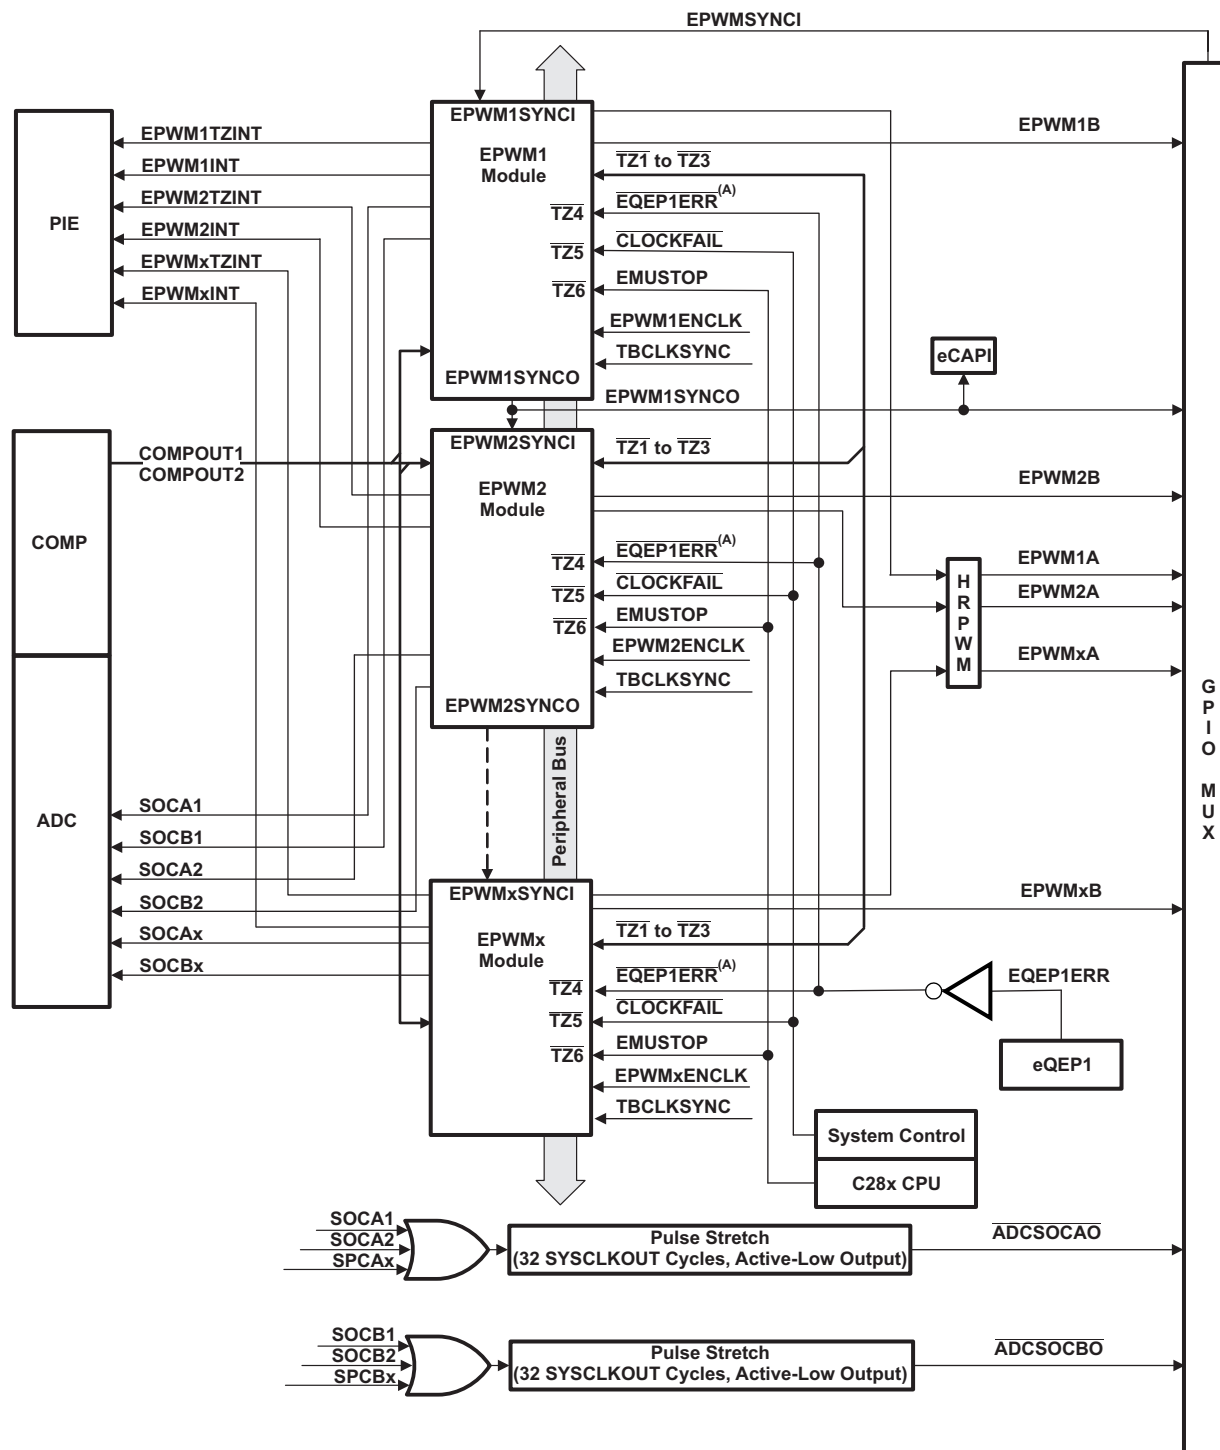 EPWMSYNCI
EPWM1SYNCI
EPWM1TZINT
EPWM1B
EPWM1
Module
TZ1 to TZ3
EPWM1INT
EPWM2TZINT
TZ4
EQEP1ERR(A)
PIE
EPWM2INT
TZ5
CLOCKFAIL
EPWMxTZINT
TZ6
EMUSTOP
EPWMxINT
EPWM1ENCLK
TBCLKSYNC
eCAPI
EPWM1SYNCO
EPWM1SYNCO
EPWM2SYNCI
TZ1 to TZ3
COMPOUT1
COMPOUT2
EPWM2
Module
EPWM2B
COMP
TZ4
EQEP1ERR(A)
EPWM1A
TZ5
CLOCKFAIL
EPWM2A
TZ6
EMUSTOP
H
R
P
W
M
EPWM2ENCLK
EPWMxA
TBCLKSYNC
EPWM2SYNCO
G
P
I
O
M
U
X
Peripheral Bus
ADC
SOCA1
SOCB1
SOCA2
SOCB2
SOCAx
SOCBx
EPWMxSYNCI
EPWMxB
EPWMx
Module
TZ1 to TZ3
TZ4
EQEP1ERR(A)
EQEP1ERR
TZ5
CLOCKFAIL
TZ6
EMUSTOP
eQEP1
EPWMxENCLK
TBCLKSYNC
System Control
C28x CPU
SOCA1
SOCA2
SPCAx
Pulse Stretch
(32 SYSCLKOUT Cycles, Active-Low Output)
ADCSOCAO
SOCB1
SOCB2
SPCBx
Pulse Stretch
(32 SYSCLKOUT Cycles, Active-Low Output)
ADCSOCBO